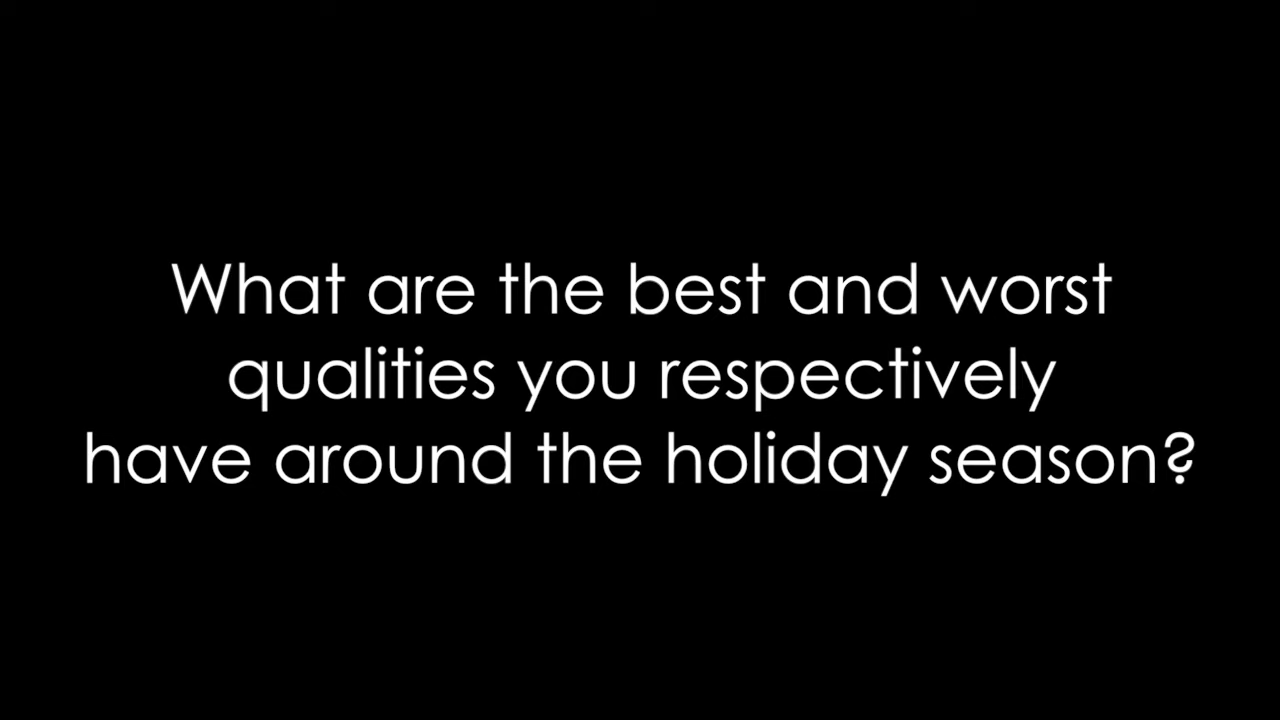 What are the best and worst
qualities you respectively
have around the holiday season?